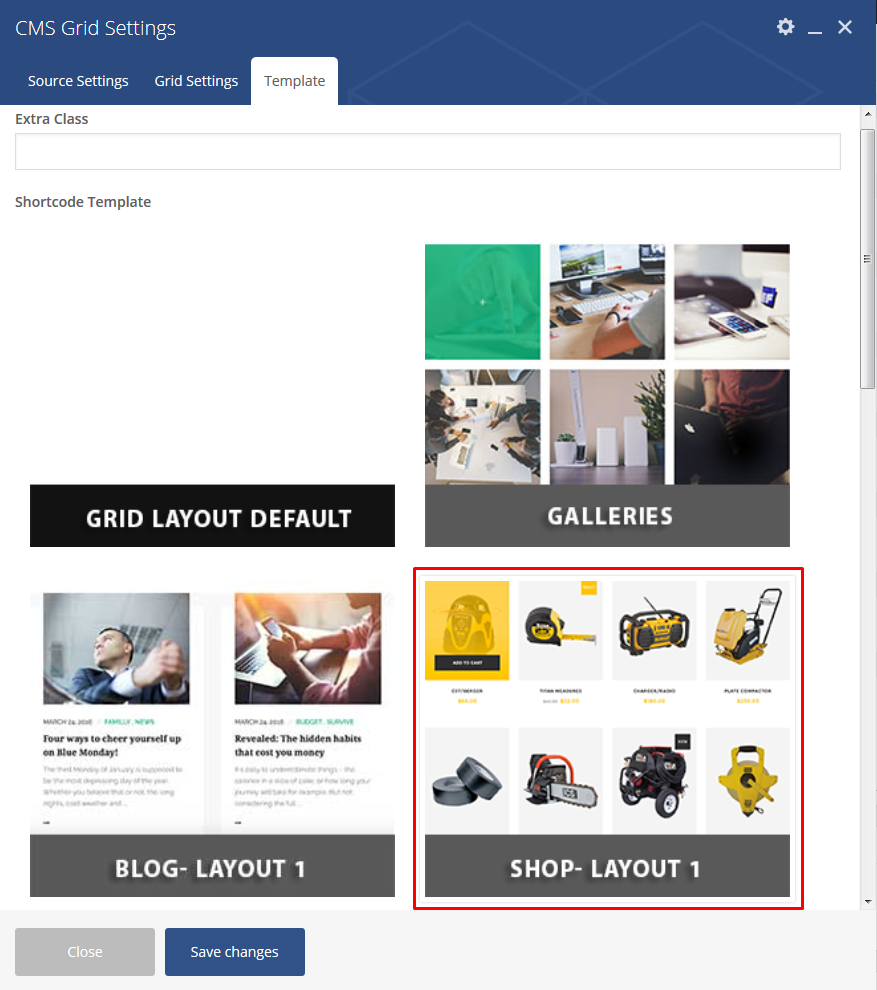 CMS Grid Settings
Source Settings
Grid Settings
Template
Extra Class
Shortcode Template
GRID LAYOUT DEFAULT
GALLERIES
MARCH 24, 2016 / FAMILLY, NEWS
Four ways to cheer yourself up
on Blue Monday!
The third Monday of January is supposed to
be the most depressing day of the year.
Whether you believe that or not, the long
nights, cold weather and ...
MARCH 24, 2016 / BUDGET, SURVIVE
Revealed: The hidden habits
that cost you money
It's easy to underestimate things – the
calories in a slice of cake, or how long your
journey will take for example. But not
considering the full ...
BLOG- LAYOUT 1
ADD TO CART
TITAN MEASURES
CHARGER/RADIO
PLATE COMPACTOR
NEW
SHOP- LAYOUT 1
Close
Save changes